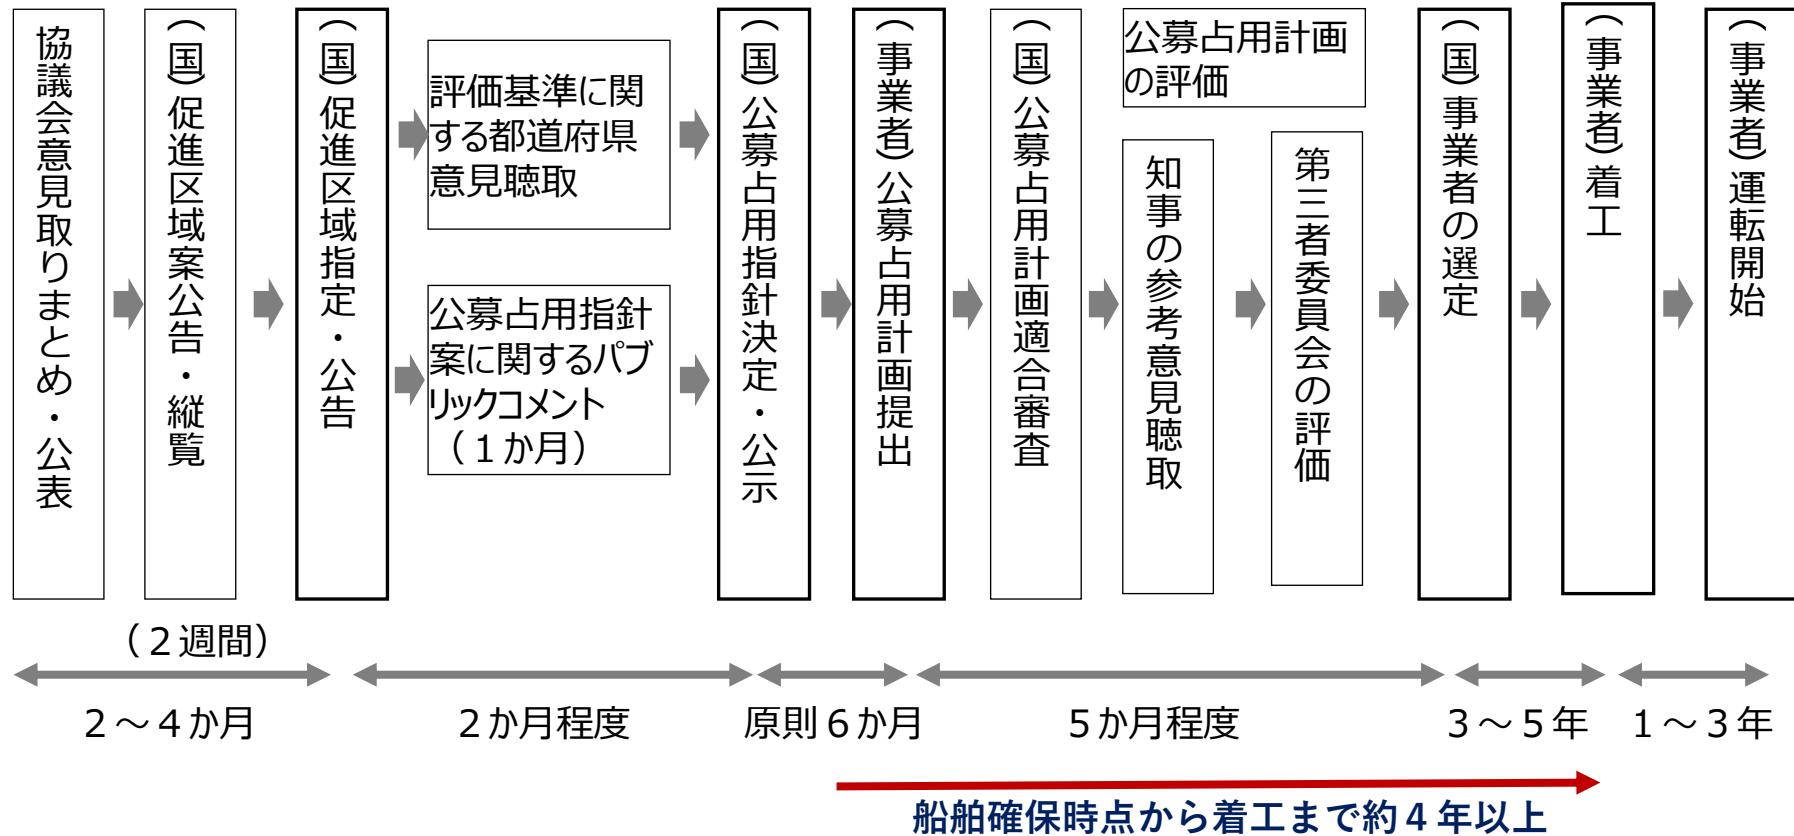 協議会意見取りまとめ・公表
（国）促進区域案公告・縦覧
（国）促進区域指定・公告
評価基準に関
する都道府県
意見聴取
公募占用指針
案に関するパブ
リックコメント
（１か月）
（国）公募占用指針決定・公示
（事業者）公募占用計画提出
（国）公募占用計画適合審査
公募占用計画
の評価
知事の参考意見聴取
第三者委員会の評価
（国）事業者の選定
（事業者）着工
（事業者）運転開始
（２週間）
２～４か月
２か月程度
原則６か月
５か月程度
３～５年
１～３年
船舶確保時点から着工まで約４年以上